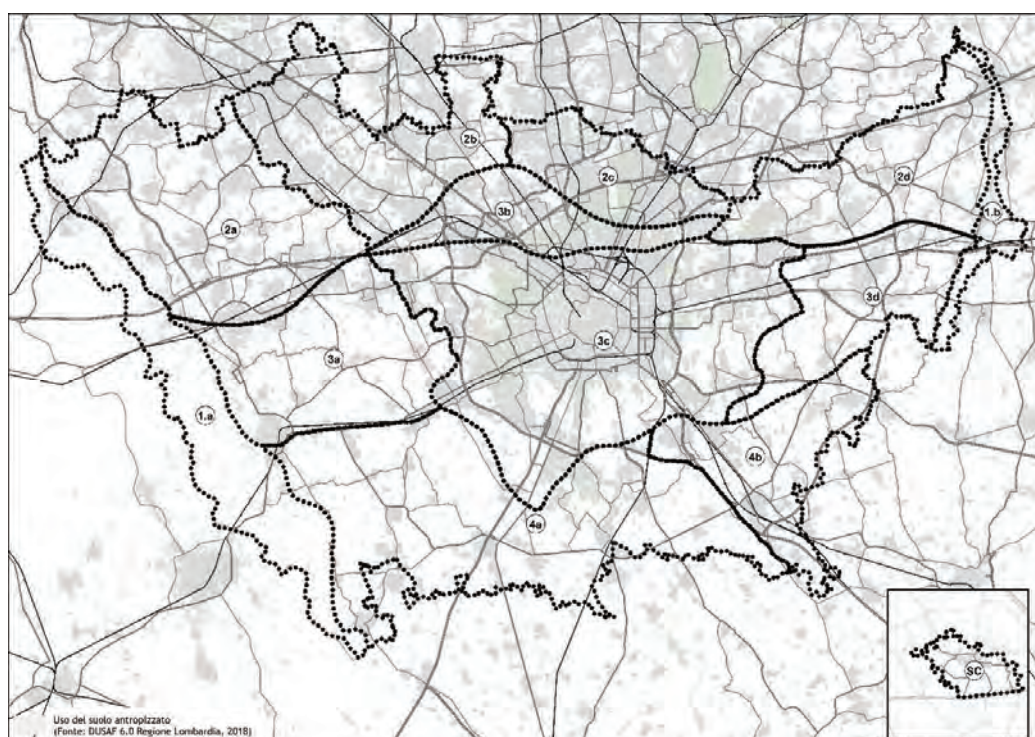 2b
2c
2d
3b
1.b
2a
3d
3c
3a
1.a
4b
4a
SC
Uso del suolo antropizzato
(Fonte: DUSAF 6.0 Regione Lombardia, 2018)